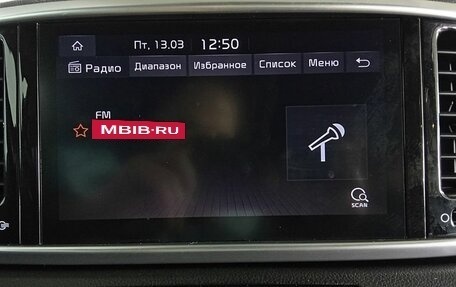 Пт. 13.03 12:50
Радио Диапазон Избранное Список Меню
FM
MBIB·RU
SCAN